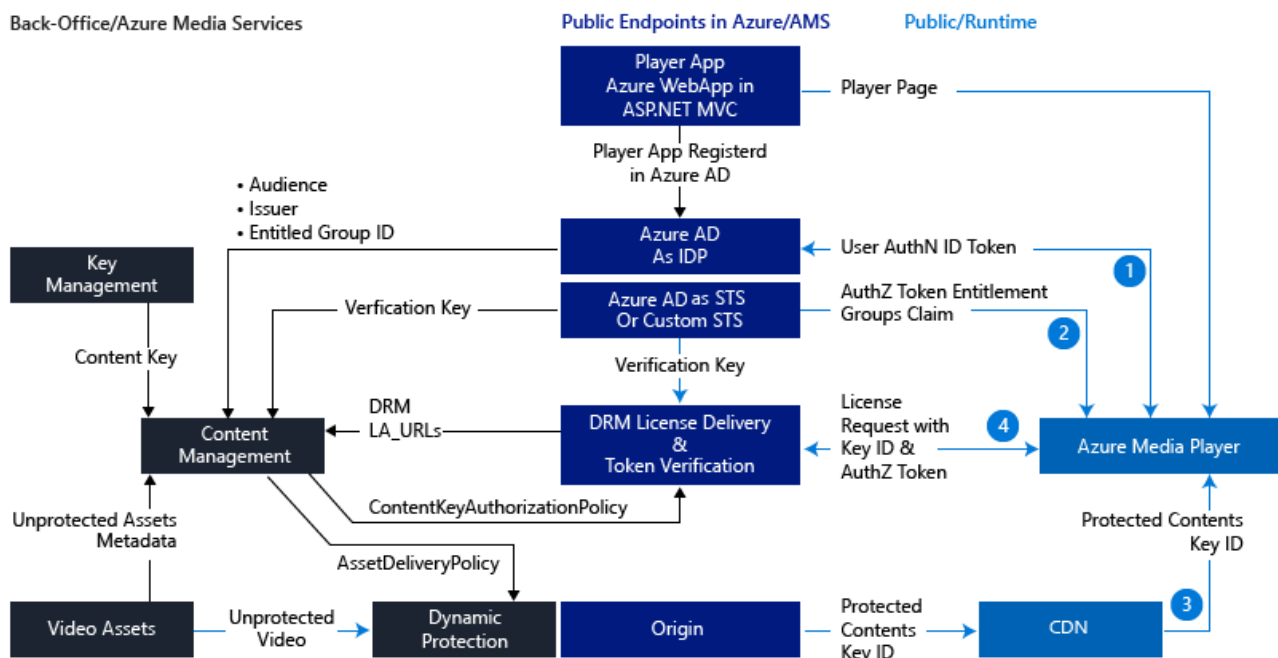 Back-Office/Azure Media Services
Public Endpoints in Azure/AMS
Public/Runtime
Player App
Azure WebApp in
ASP.NET MVC
Player Page
Player App Registerd
in Azure AD
• Audience
• Issuer
• Entitled Group ID
Azure AD
As IDP
User AuthN ID Token
1
Key
Management
Verfication Key
Azure AD as STS
Or Custom STS
AuthZ Token Entitlement
Groups Claim
2
Content Key
Verification Key
DRM
LA_URLs
Content
Management
DRM License Delivery
&
Token Verification
License
Request with
Key ID &
AuthZ Token
4
Azure Media Player
ContentKeyAuthorizationPolicy
Unprotected Assets
Metadata
Protected Contents
Key ID
AssetDeliveryPolicy
Video Assets
Unprotected
Video
Dynamic
Protection
Origin
Protected
Contents
Key ID
CDN
3